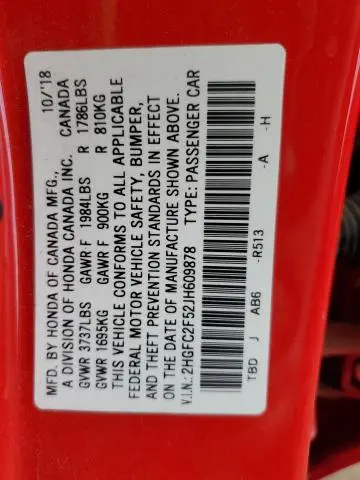 MFD. BY HONDA OF CANADA MFG., 10/'18
A DIVISION OF HONDA CANADA INC. CANADA
GVWR 3737LBS GAWR F 1984LBS R 1786LBS
GVWR 1695KG GAWR F 900KG R 810KG
THIS VEHICLE CONFORMS TO ALL APPLICABLE
FEDERAL MOTOR VEHICLE SAFETY, BUMPER,
AND THEFT PREVENTION STANDARDS IN EFFECT
ON THE DATE OF MANUFACTURE SHOWN ABOVE.
V.I.N.: 2HGFC2F52JH609878 TYPE: PASSENGER CAR
TBD J AB6 -R513 -A -H